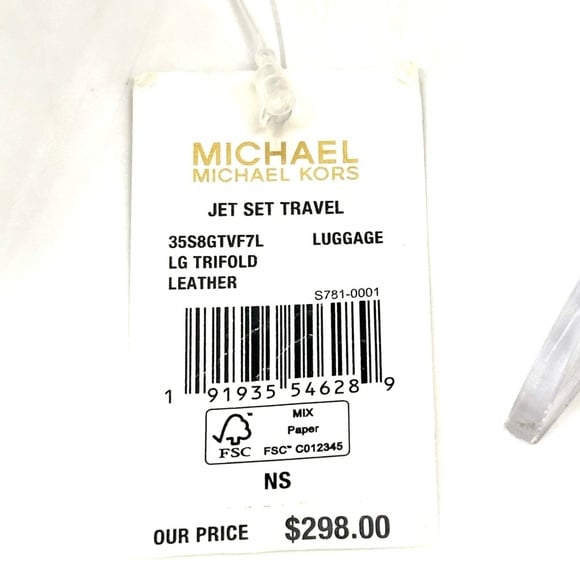 MICHAEL
MICHAEL KORS
JET SET TRAVEL
35S8GTVF7L LUGGAGE
LG TRIFOLD
LEATHER
S781-0001
1 91935 54628 9
MIX
Paper
FSC FSC™ C012345
NS
OUR PRICE $298.00